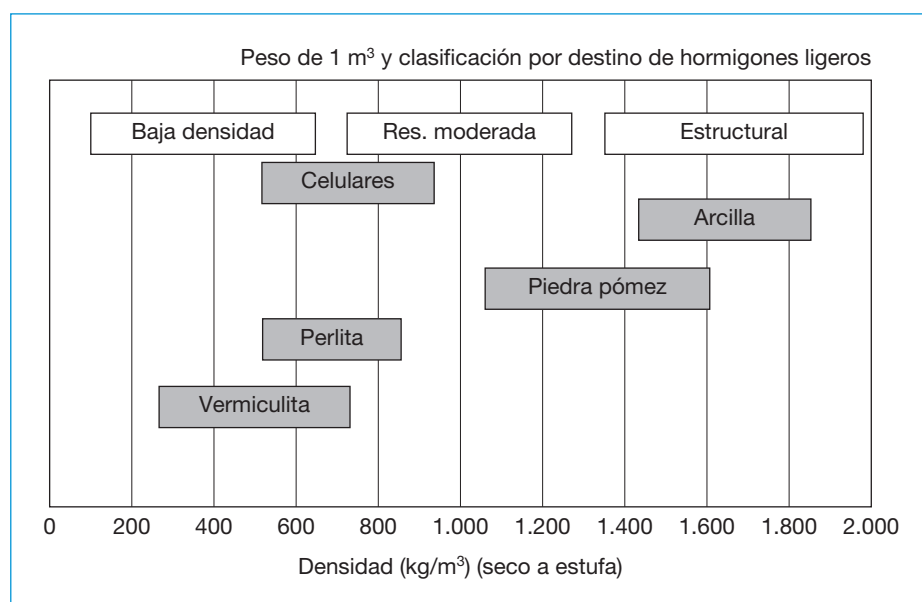 Peso de 1 m³ y clasificación por destino de hormigones ligeros
Baja densidad
Res. moderada
Estructural
Celulares
Arcilla
Piedra pómez
Perlita
Vermiculita
0 200 400 600 800 1.000 1.200 1.400 1.600 1.800 2.000
Densidad (kg/m³) (seco a estufa)